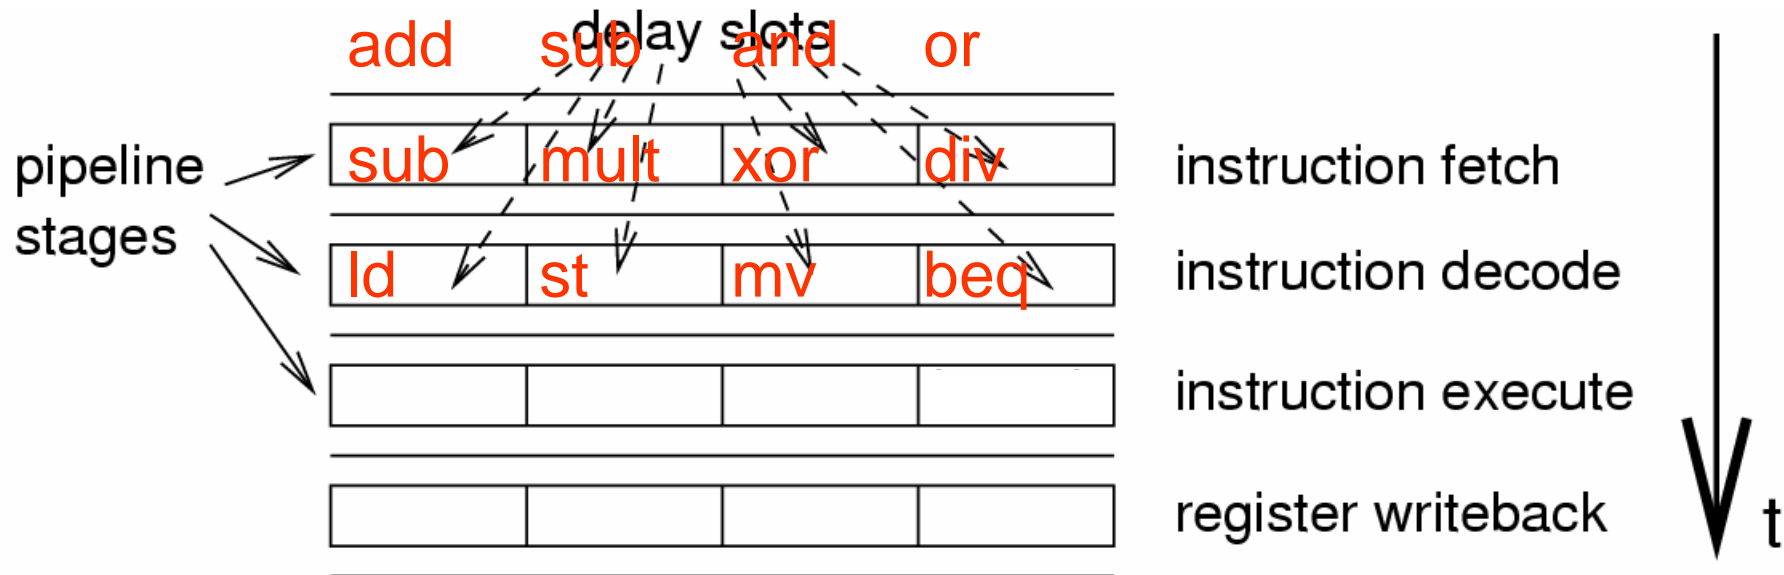 delay slots
add sub and or
pipeline
stages
sub mult xor div
instruction fetch
ld st mv beq
instruction decode
instruction execute
register writeback
t